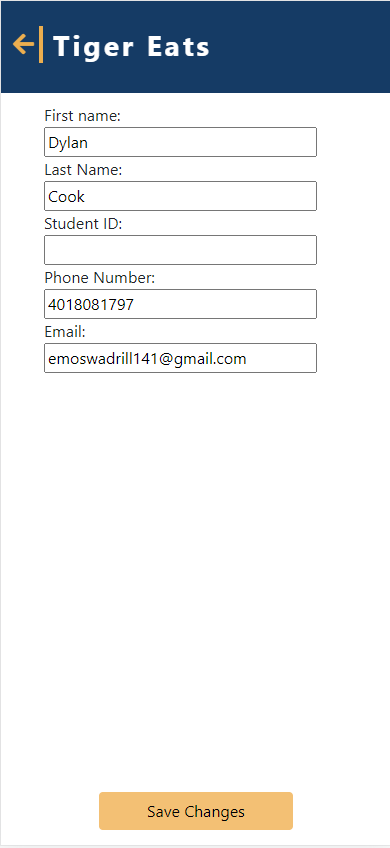 Tiger Eats
First name:
Dylan
Last Name:
Cook
Student ID:
Phone Number:
4018081797
Email:
emoswadrill141@gmail.com
Save Changes